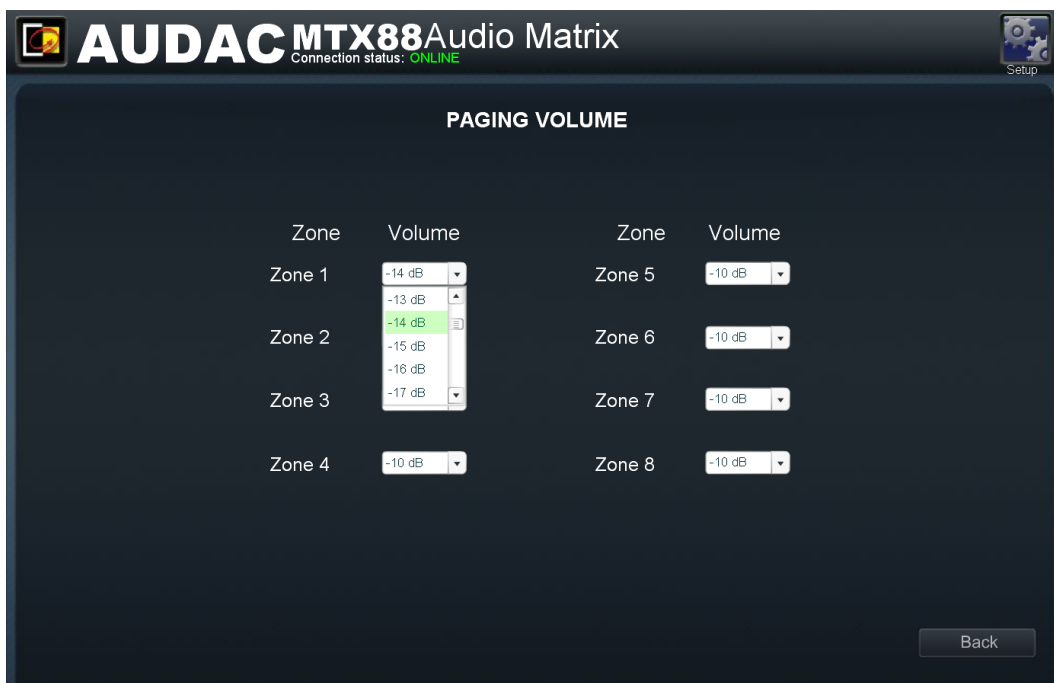 AUDAC MTX88 Audio Matrix
Connection status: ONLINE
Setup
PAGING VOLUME
Zone Volume Zone Volume
Zone 1 -14 dB Zone 5 -10 dB
-13 dB
-14 dB
Zone 2 Zone 6 -10 dB
-15 dB
-16 dB
-17 dB
Zone 3 Zone 7 -10 dB
Zone 4 -10 dB Zone 8 -10 dB
Back